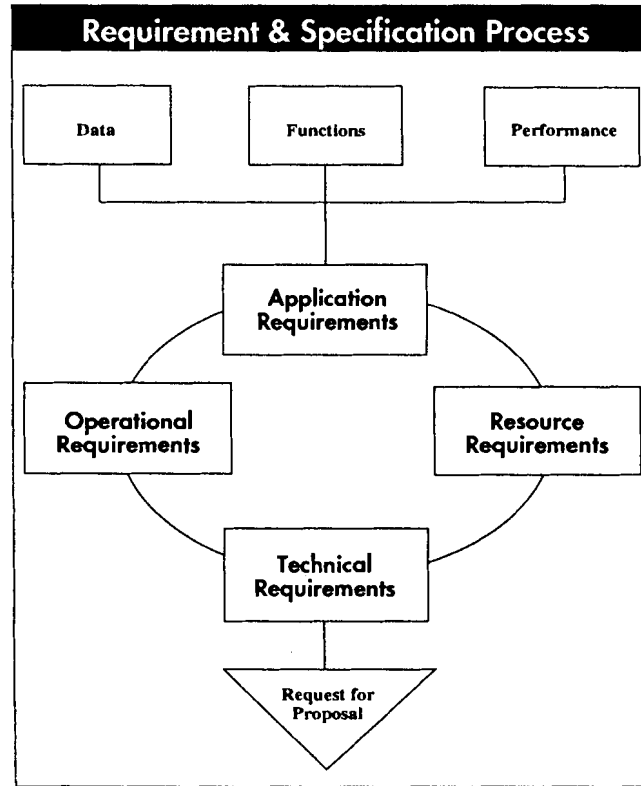 Requirement & Specification Process
Data
Functions
Performance
Application
Requirements
Operational
Requirements
Resource
Requirements
Technical
Requirements
Request for
Proposal